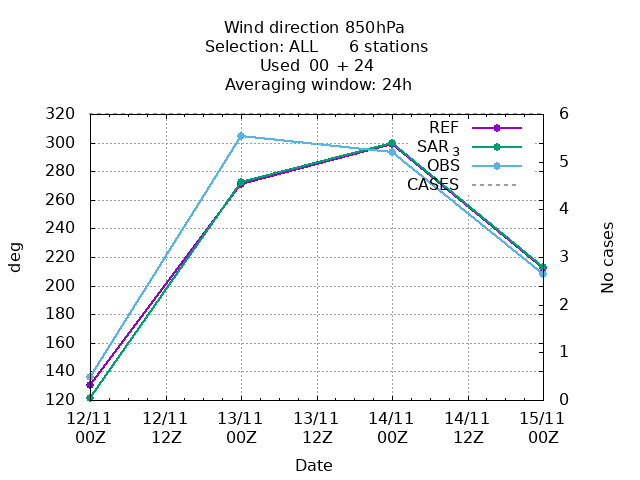 Wind direction 850hPa
Selection: ALL 6 stations
Used 00 + 24
Averaging window: 24h
320 6
REF
300
SAR 3
5
280 OBS
CASES
260
4
240
220 3
200
180 2
160
1
140
120 0
deg
No cases
12/11 12/11 13/11 13/11 14/11 14/11 15/11
00Z 12Z 00Z 12Z 00Z 12Z 00Z
Date